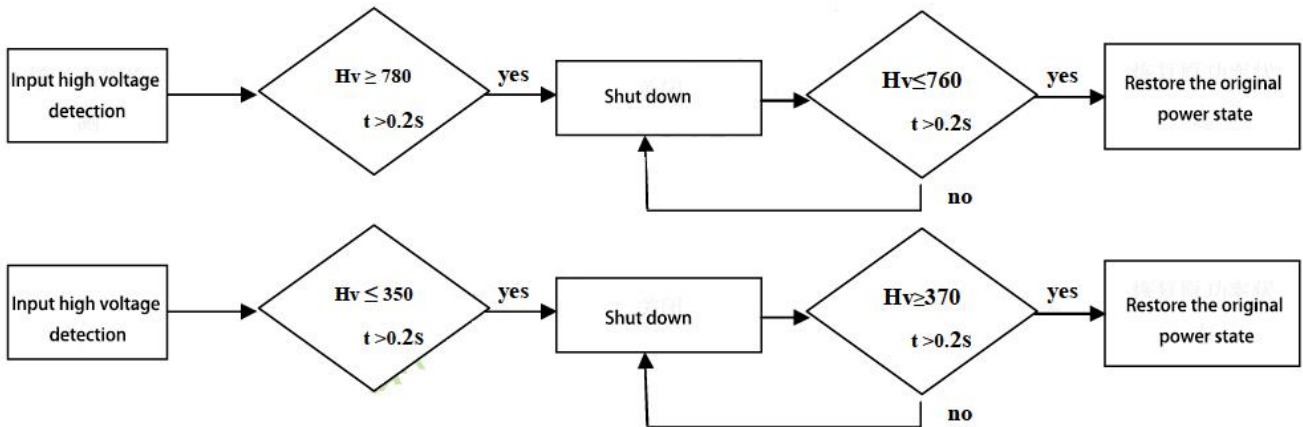 Input high voltage
detection
Hv ≥ 780
t >0.2s
yes
Shut down
Hv≤760
t >0.2s
yes
no
Restore the original
power state
Input high voltage
detection
Hv ≤ 350
t >0.2s
yes
Shut down
Hv≥370
t >0.2s
yes
no
Restore the original
power state